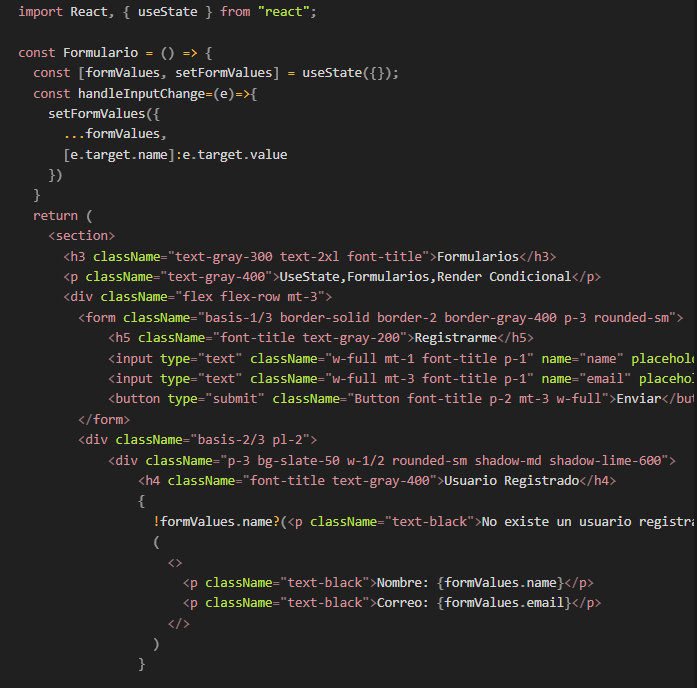 import React, { useState } from "react";
const Formulario = () => {
const [formValues, setFormValues] = useState({});
const handleInputChange=(e)=>{
setFormValues({
...formValues,
[e.target.name]:e.target.value
})
}
return (
<section>
<h3 className="text-gray-300 text-2xl font-title">Formularios</h3>
<p className="text-gray-400">UseState,Formularios,Render Condicional</p>
<div className="flex flex-row mt-3">
<form className="basis-1/3 border-solid border-2 border-gray-400 p-3 rounded-sm">
<h5 className="font-title text-gray-200">Registrarme</h5>
<input type="text" className="w-full mt-1 font-title p-1" name="name"
<input type="text" className="w-full mt-3 font-title p-1" name="email"
<button type="submit" className="Button font-title p-2 mt-3 w-full">Enviar</but
</form>
<div className="basis-2/3 pl-2">
<div className="p-3 bg-slate-50 w-1/2 rounded-sm shadow-md shadow-lime-600">
<h4 className="font-title text-gray-400">Usuario Registrado</h4>
{
!formValues.name?(<p className="text-black">No existe un usuario
(
<>
<p className="text-black">Nombre: {formValues.name}</p>
<p className="text-black">Correo: {formValues.email}</p>
</>
)
}